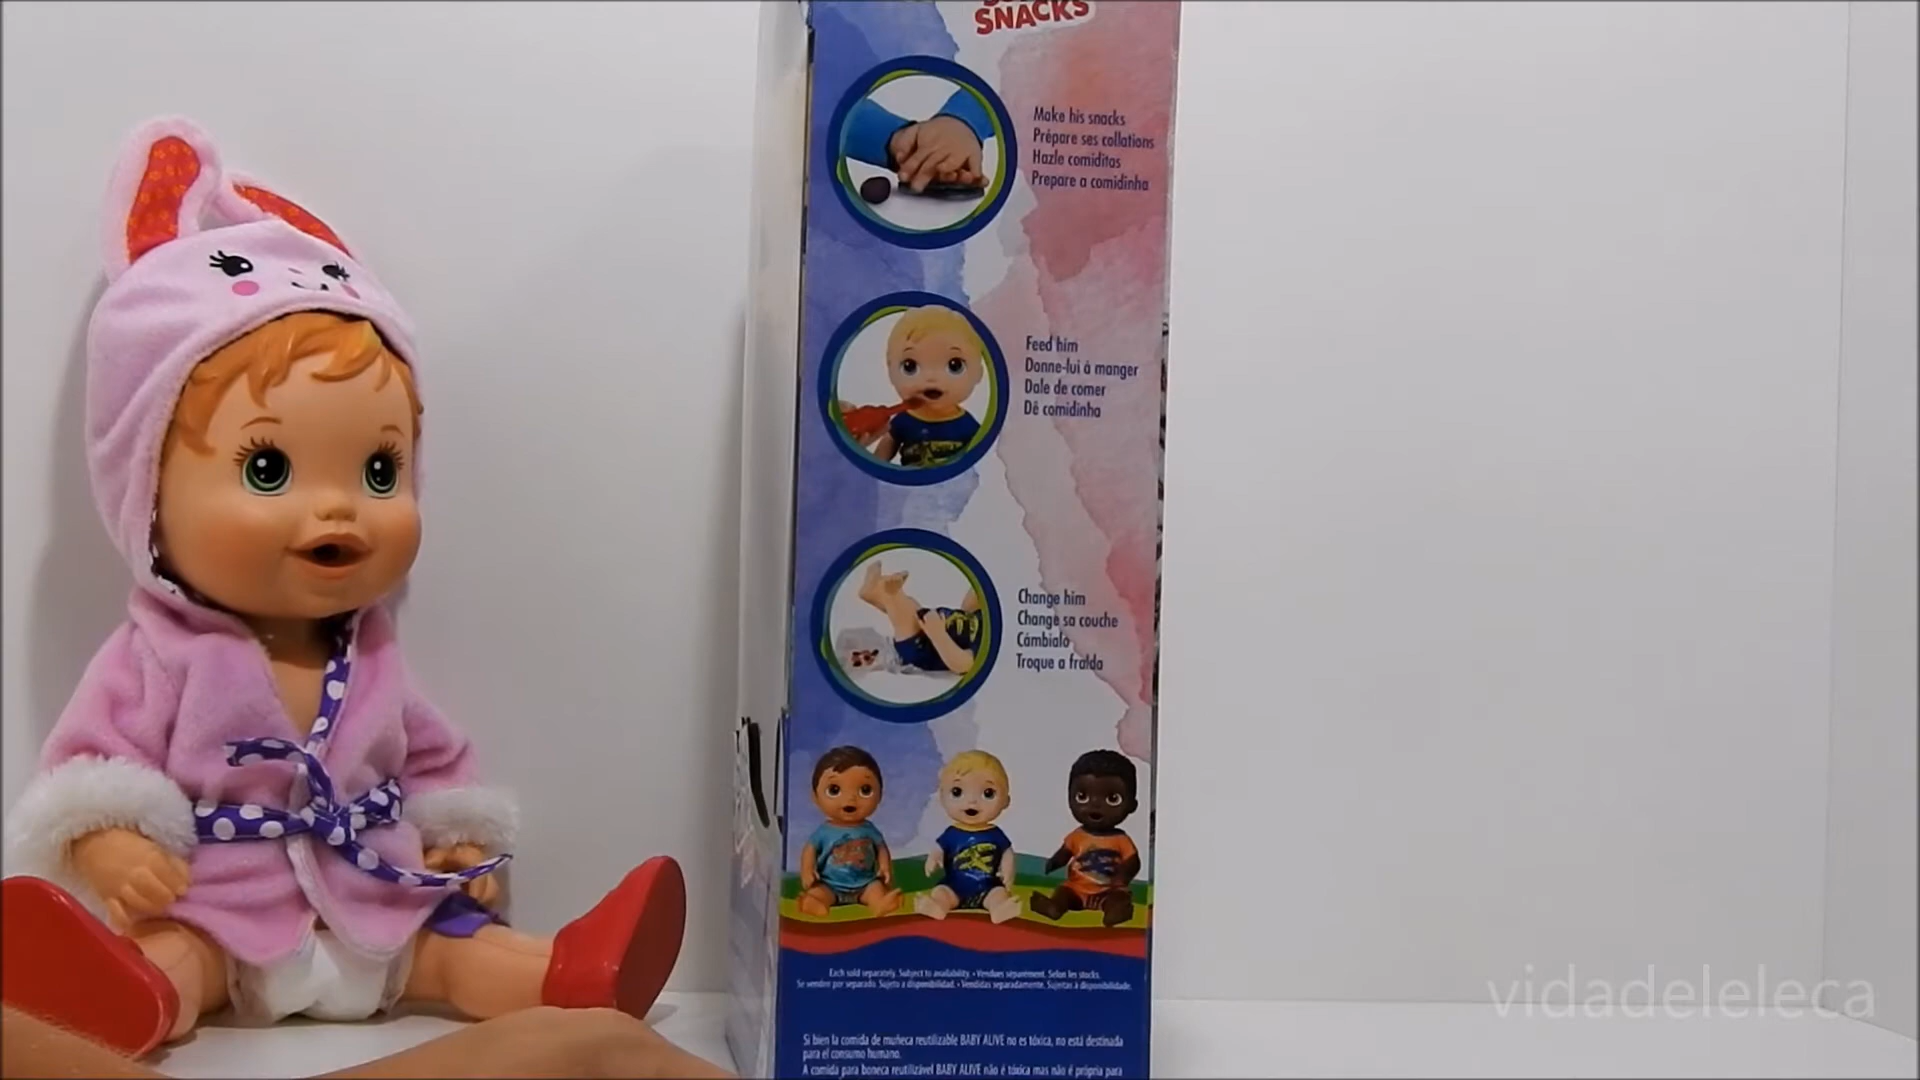 SNACKS
Make his snacks
Prépare ses collations
Hazle comiditas
Prepare a comidinha
Feed him
Donne-lui à manger
Dale de comer
Dê comidinha
Change him
Change sa couche
Cámbialo
Troque a fralda
Each sold separately. Subject to availability. • Vendues séparément. Selon les stocks.
Se venden por separado. Sujeto a disponibilidad. • Vendidas separadamente. Sujeitas à disponibilidade.
Si bien la comida de muñeca reutilizable BABY ALIVE no es tóxica, no está destinada
para el consumo humano.
A comida para boneca reutilizável BABY ALIVE não é tóxica mas não é própria para
vidadeleleca